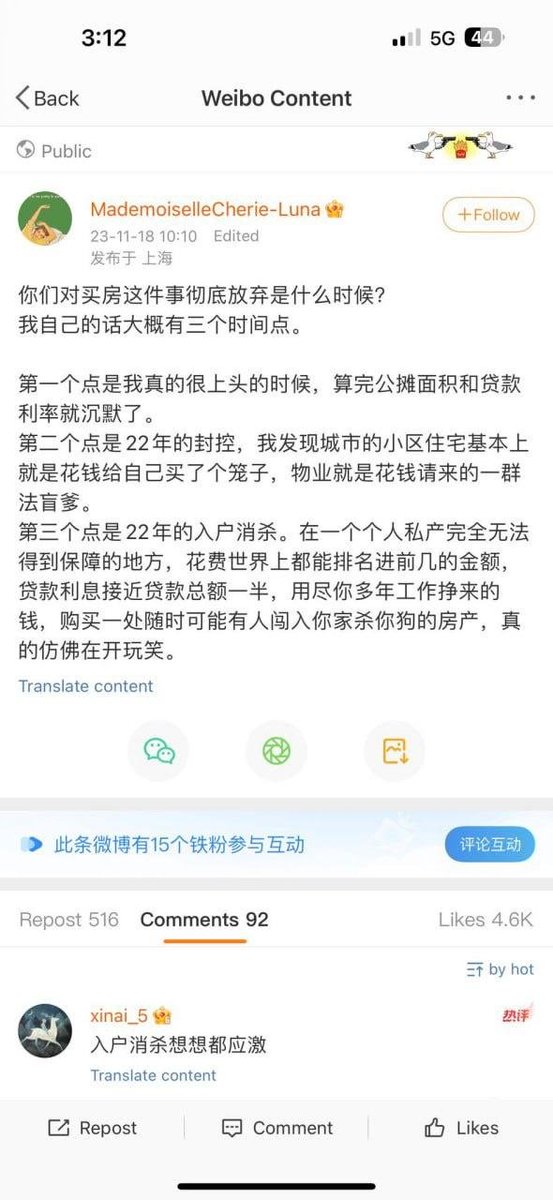 3:12
5G
44
Back
Weibo Content
Public
MademoiselleCherie-Luna
+Follow
23-11-18 10:10 Edited
发布于 上海
你们对买房这件事彻底放弃是什么时候?
我自己的话大概有三个时间点。
第一个点是我真的很上头的时候，算完公摊面积和贷款
利率就沉默了。
第二个点是22年的封控，我发现城市的小区住宅基本上
就是花钱给自己买了个笼子，物业就是花钱请来的一群
法盲爹。
第三个点是22年的入户消杀。在一个个人私产完全无法
得到保障的地方，花费世界上都能排名进前几的金额，
贷款利息接近贷款总额一半，用尽你多年工作挣来的
钱，购买一处随时可能有人闯入你家杀你狗的房产，真
的仿佛在开玩笑。
Translate content
此条微博有15个铁粉参与互动
评论互动
Repost 516
Comments 92
Likes 4.6K
by hot
xinai_5
热评
入户消杀想想都应激
Translate content
Repost
Comment
Likes